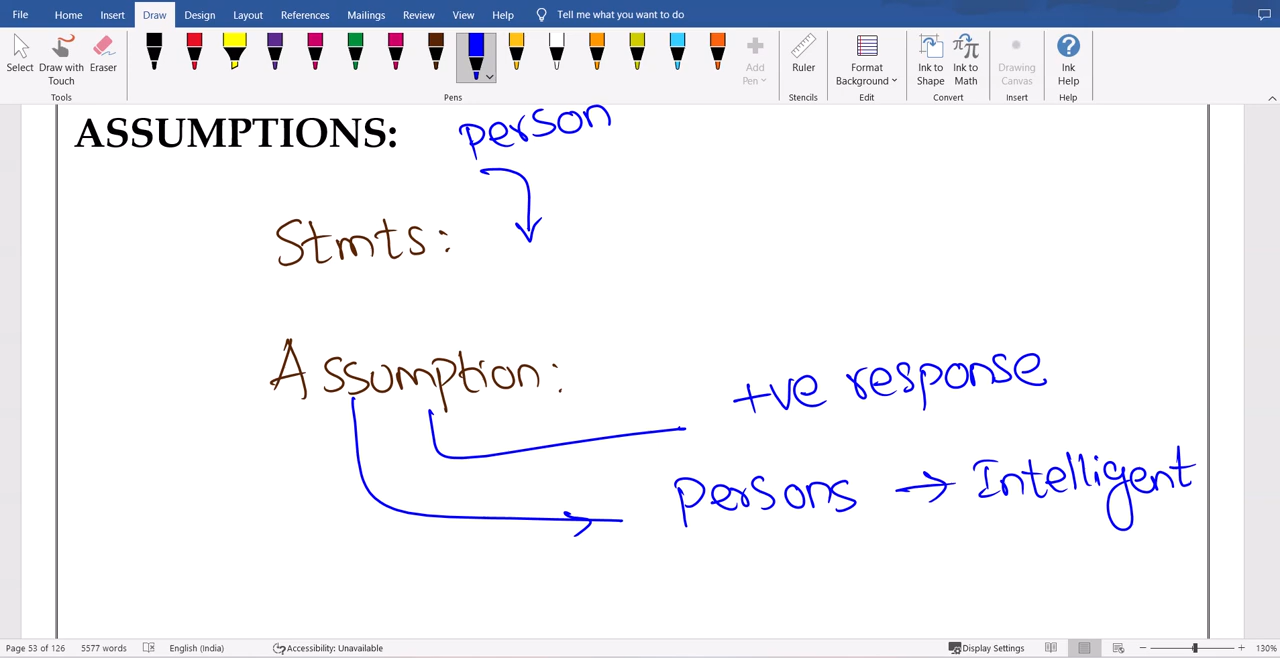 File Home Insert Draw Design Layout References Mailings Review View Help Tell me what you want to do
Select Draw with Touch Eraser Add Pen Ruler Format Background Ink to Shape Ink to Math Drawing Canvas Ink Help
Tools Pens Stencils Edit Convert Insert Help
ASSUMPTIONS: person
Stmts:
Assumption:
+ve response
persons → Intelligent
Page 53 of 126 5577 words English (India) Accessibility: Unavailable Display Settings 130%